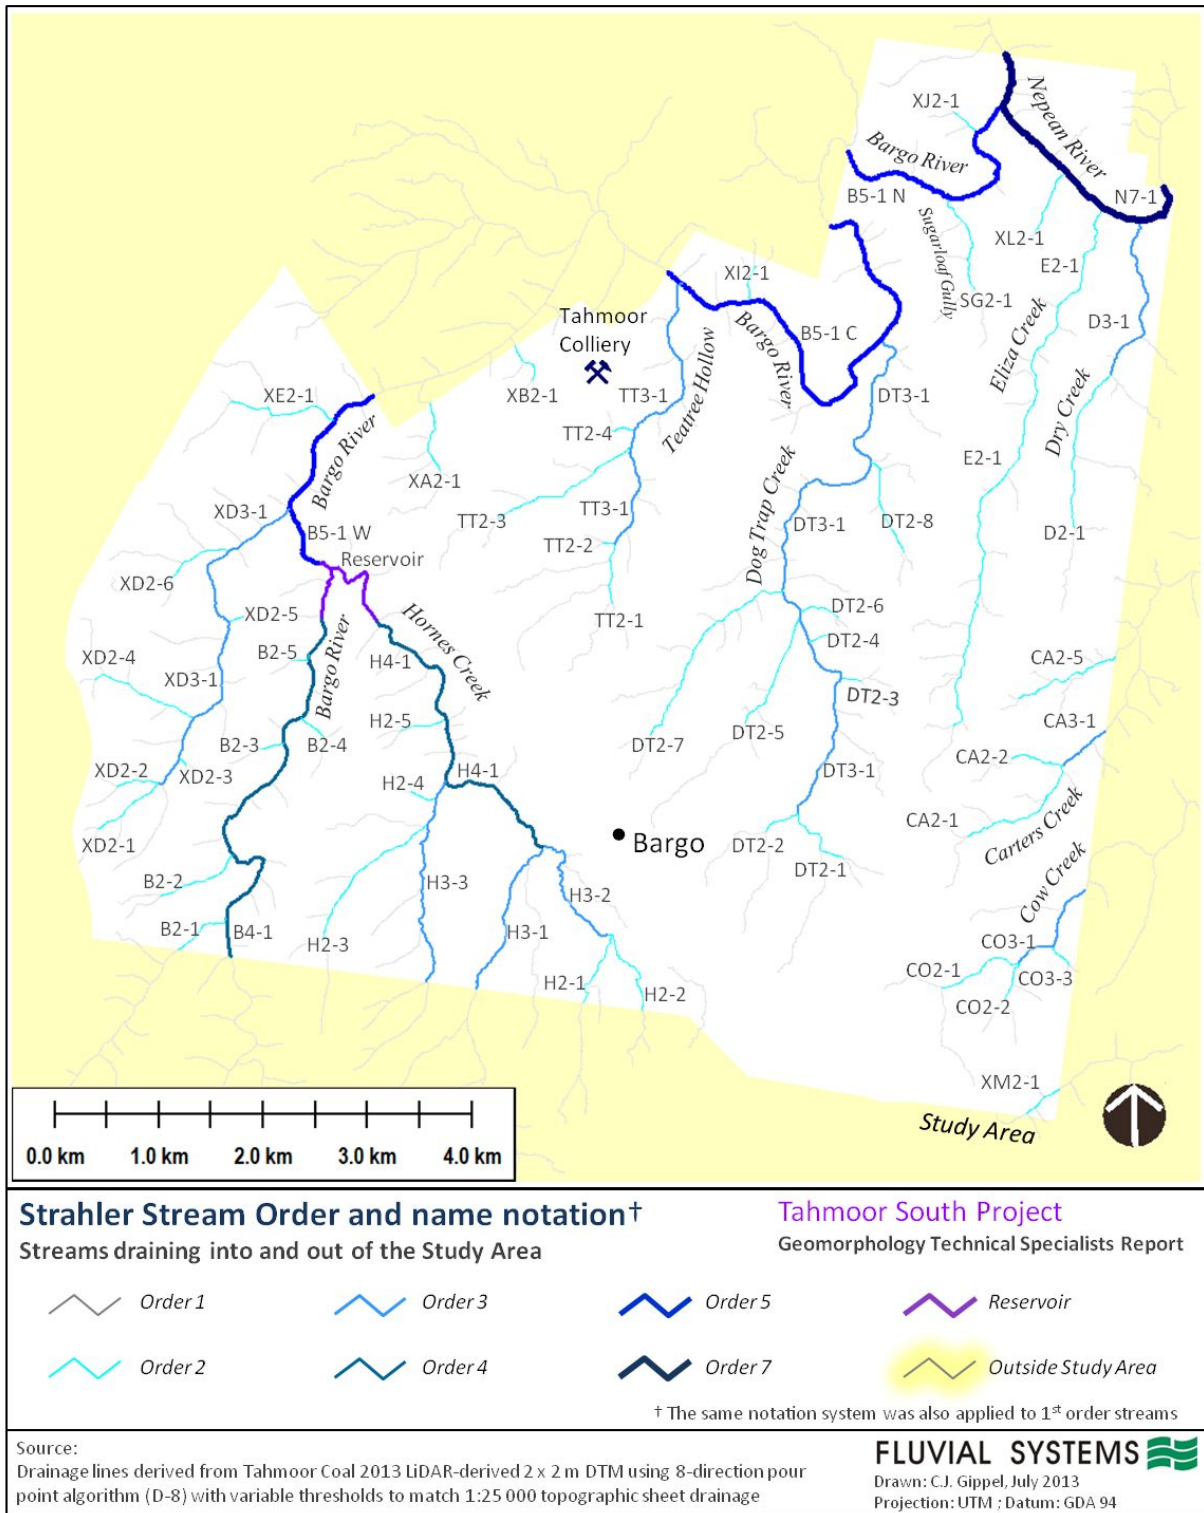 XJ2-1
Nepean River
Bargo River
B5-1 N
N7-1
Sugarloaf Gully
XL2-1
E2-1
XI2-1
SG2-1
Tahmoor
Colliery
Bargo River
B5-1 C
D3-1
Eliza Creek
XE2-1
XB2-1
TT3-1
Teatree Hollow
DT3-1
Dry Creek
Bargo River
TT2-4
E2-1
XA2-1
Dog Trap Creek
XD3-1
TT2-3
TT3-1
DT3-1
DT2-8
D2-1
B5-1 W
TT2-2
Reservoir
XD2-6
XD2-5
Hornes Creek
TT2-1
DT2-6
XD2-4
B2-5
Bargo River
H4-1
DT2-4
CA2-5
XD3-1
DT2-3
H2-5
DT2-5
CA3-1
B2-3
B2-4
DT2-7
CA2-2
XD2-2
XD2-3
H2-4
H4-1
DT3-1
CA2-1
XD2-1
Bargo
DT2-2
DT2-1
Carters Creek
B2-2
H3-3
H3-2
Cow Creek
B2-1
B4-1
H2-3
H3-1
CO3-1
CO2-1
CO3-3
H2-1
H2-2
CO2-2
XM2-1
Study Area
0.0 km 1.0 km 2.0 km 3.0 km 4.0 km
Strahler Stream Order and name notation†
Streams draining into and out of the Study Area
Tahmoor South Project
Geomorphology Technical Specialists Report
Order 1 Order 3 Order 5 Reservoir
Order 2 Order 4 Order 7 Outside Study Area
† The same notation system was also applied to 1st order streams
Source:
Drainage lines derived from Tahmoor Coal 2013 LiDAR-derived 2 x 2 m DTM using 8-direction pour
point algorithm (D-8) with variable thresholds to match 1:25 000 topographic sheet drainage
FLUVIAL SYSTEMS
Drawn: C.J. Gippel, July 2013
Projection: UTM ; Datum: GDA 94